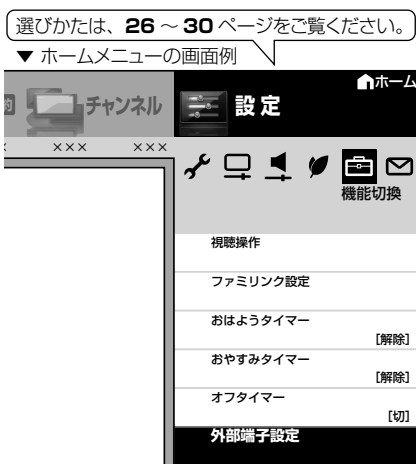 選びかたは、26 ～ 30 ページをご覧ください。
▼ ホームメニューの画面例
ホーム
チャンネル
設定
××× ×××
機能切換
視聴操作
ファミリンク設定
おはようタイマー
[解除]
おやすみタイマー
[解除]
オフタイマー
[切]
外部端子設定